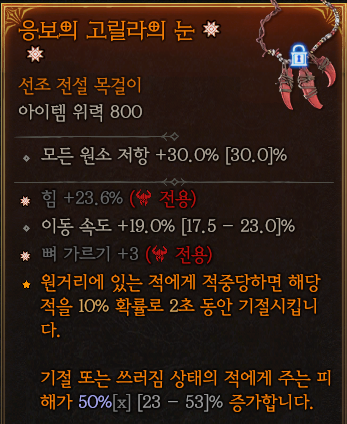 응보의 고릴라의 눈
선조 전설 목걸이
아이템 위력 800
모든 원소 저항 +30.0% [30.0]%
힘 +23.6% (전용)
이동 속도 +19.0% [17.5 - 23.0]%
뼈 가르기 +3 (전용)
원거리에 있는 적에게 적중당하면 해당
적을 10% 확률로 2초 동안 기절시킵니
다.
기절 또는 쓰러짐 상태의 적에게 주는 피
해가 50%[x] [23 - 53]% 증가합니다.